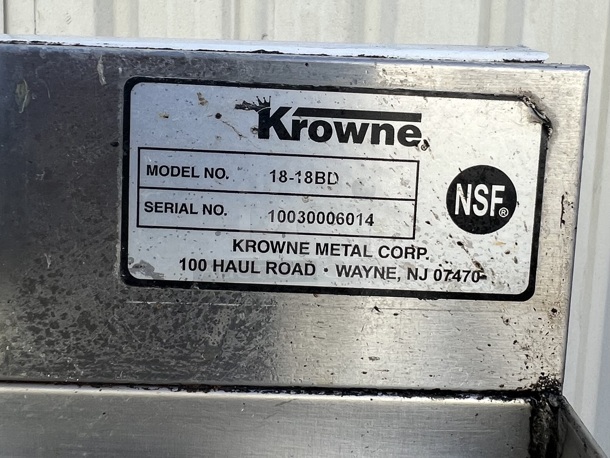 Krowne®
MODEL NO. 18-18BD
SERIAL NO. 10030006014
NSF®
KROWNE METAL CORP.
100 HAUL ROAD · WAYNE, NJ 07470